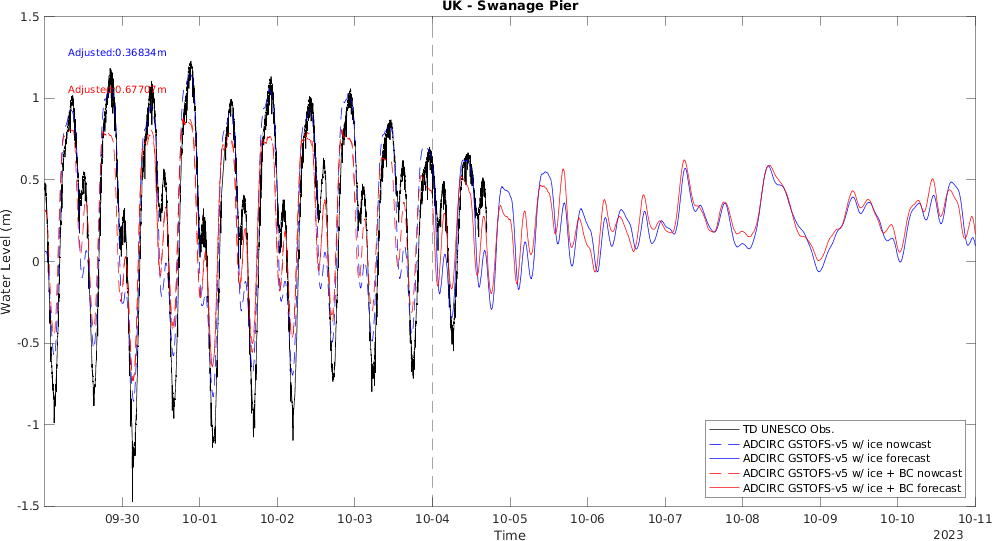 UK - Swanage Pier
1.5
1
0.5
0
-0.5
-1
-1.5
Water Level (m)
Adjusted:0.36834m
Adjusted:0.67707m
TD UNESCO Obs.
ADCIRC GSTOFS-v5 w/ ice nowcast
ADCIRC GSTOFS-v5 w/ ice forecast
ADCIRC GSTOFS-v5 w/ ice + BC nowcast
ADCIRC GSTOFS-v5 w/ ice + BC forecast
09-30 10-01 10-02 10-03 10-04 10-05 10-06 10-07 10-08 10-09 10-10 10-11
Time
2023